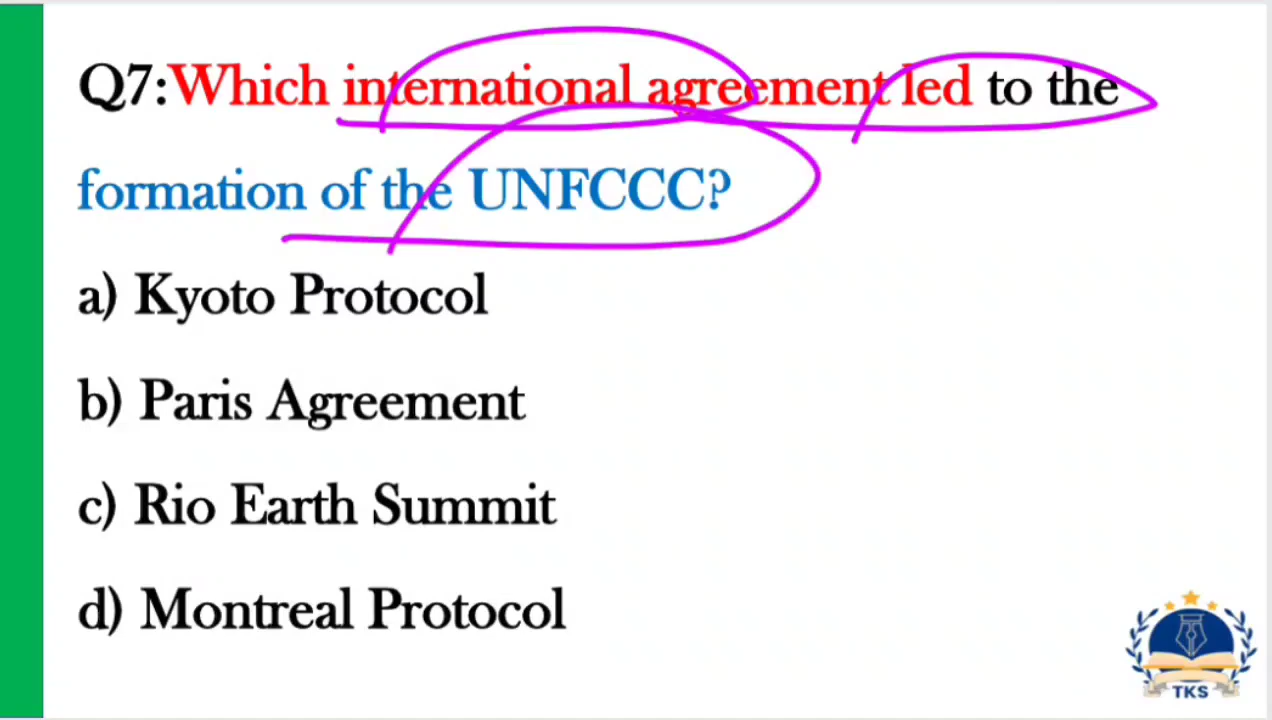 Q7:Which international agreement led to the
formation of the UNFCCC?
a) Kyoto Protocol
b) Paris Agreement
c) Rio Earth Summit
d) Montreal Protocol
TKS